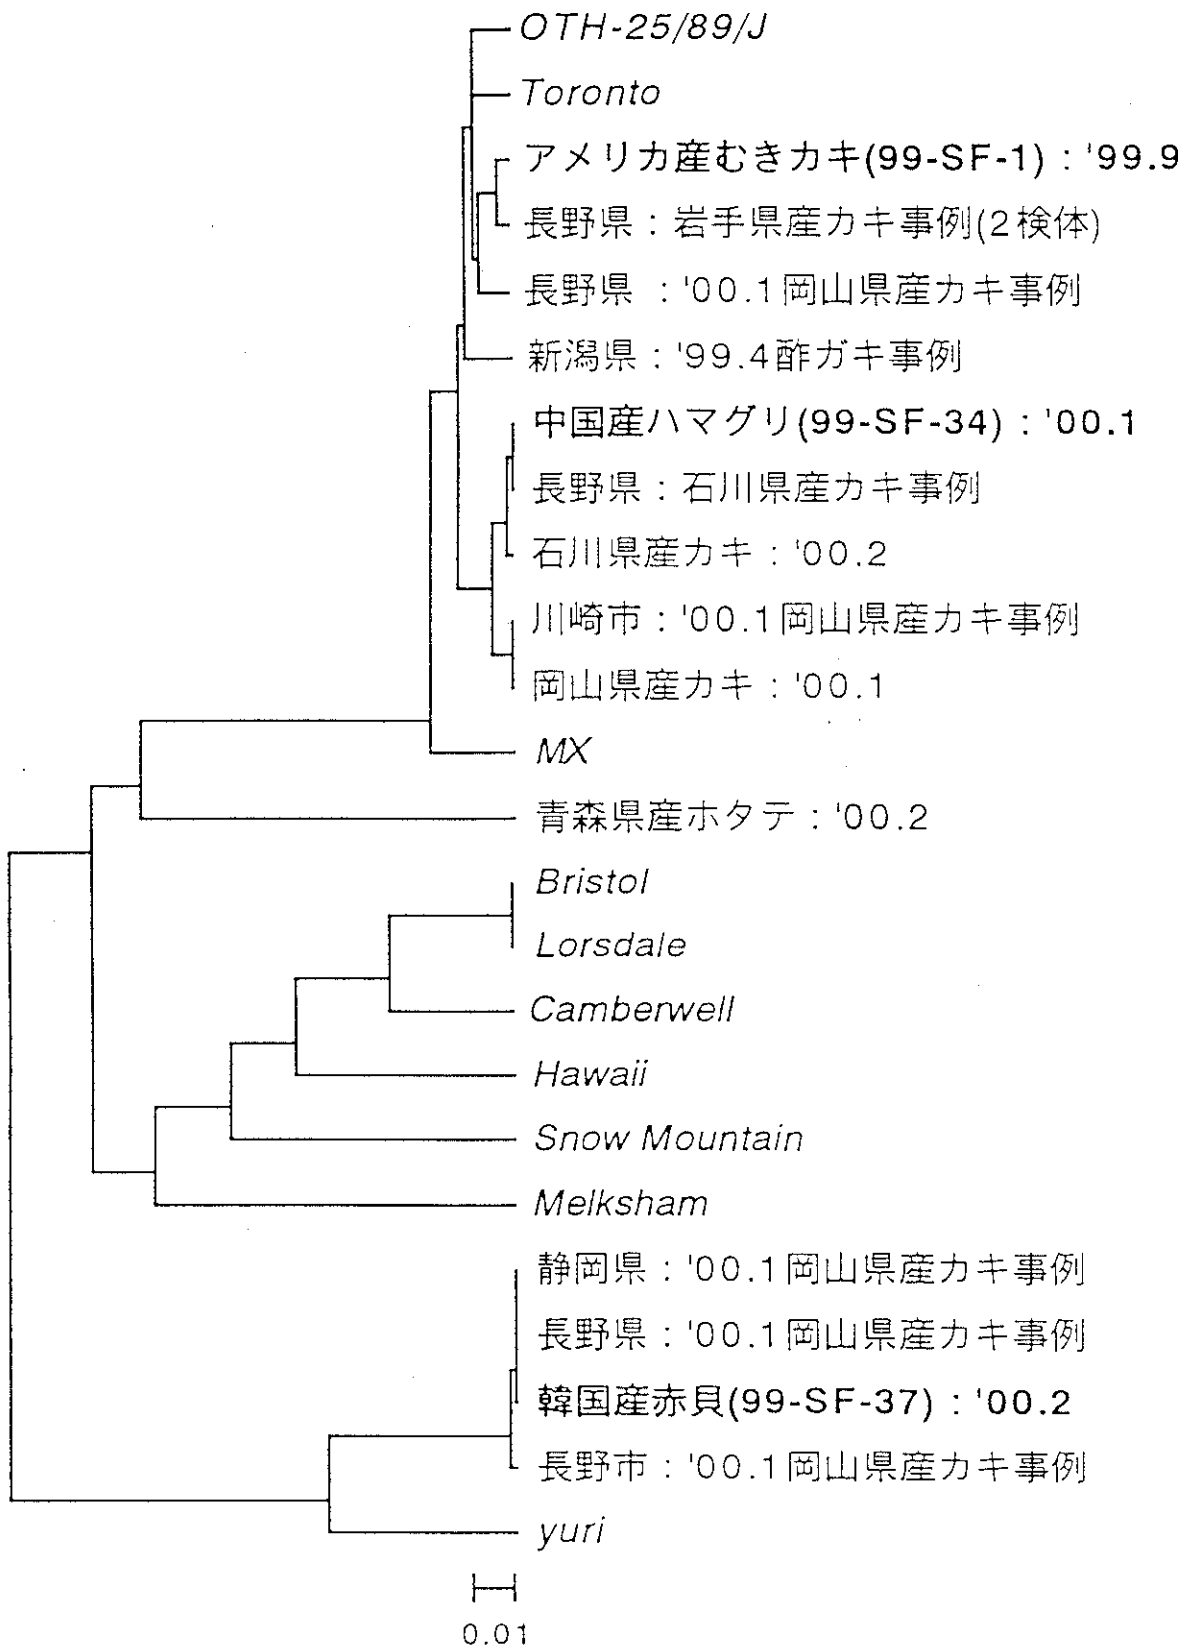 OTH-25/89/J
Toronto
アメリカ産むきカキ(99-SF-1)：'99.9
長野県：岩手県産カキ事例(2検体)
長野県 ：'00.1岡山県産カキ事例
新潟県：'99.4酢ガキ事例
中国産ハマグリ(99-SF-34)：'00.1
長野県：石川県産カキ事例
石川県産カキ：'00.2
川崎市：'00.1岡山県産カキ事例
岡山県産カキ：'00.1
MX
青森県産ホタテ：'00.2
Bristol
Lorsdale
Camberwell
Hawaii
Snow Mountain
Melksham
静岡県：'00.1岡山県産カキ事例
長野県：'00.1岡山県産カキ事例
韓国産赤貝(99-SF-37)：'00.2
長野市：'00.1岡山県産カキ事例
yuri
0.01